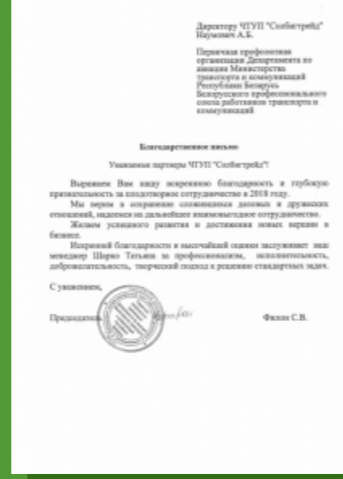 Директору ЧТУП "Сообигтрейд"
Наумович А.Б.
Первичная профсоюзная
организация Департамента по
авиации Министерства
транспорта и коммуникаций
Республики Беларусь
Белорусского профессионального
союза работников транспорта и
коммуникаций
Благодарственное письмо
Уважаемые партнеры ЧТУП
Выражаем Вам нашу искреннюю благодарность и глубокую
признательность за плодотворное сотрудничество в 2018 году.
Мы верим в сохранение сложившихся деловых и дружеских
отношений, надеемся на дальнейшее взаимовыгодное сотрудничество.
Желаем успешного развития и достижения новых вершин в
бизнесе.
Искренней благодарности и высочайшей оценки заслуживает ваш
менеджер Шарко Татьяна за профессионализм, исполнительность,
доброжелательность, творческий подход к решению стандартных задач.
С уважением,
Председатель
Филон С.В.